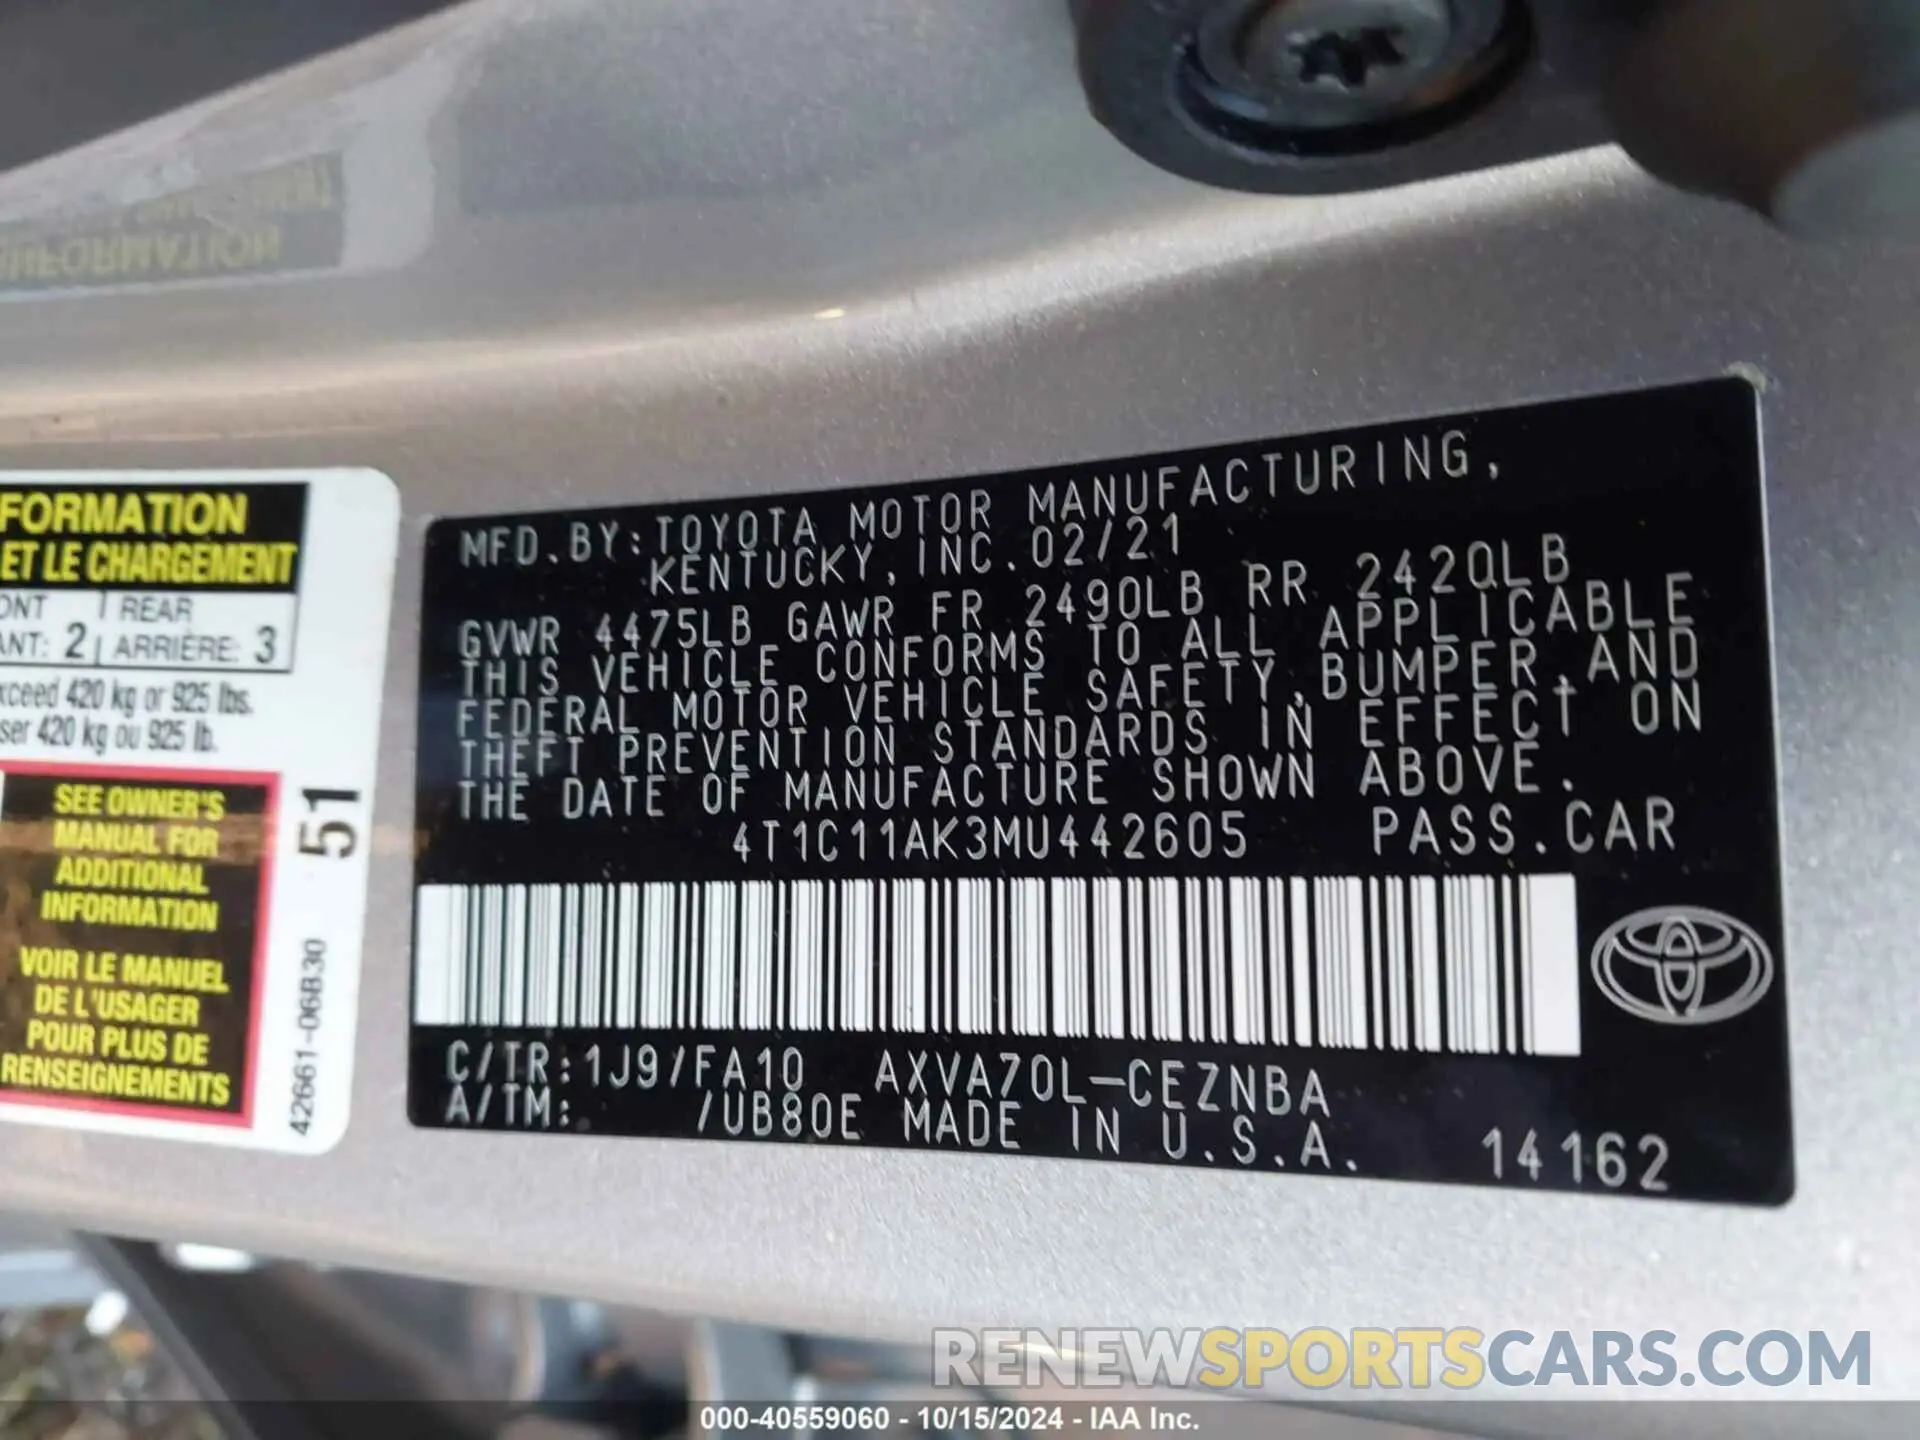 INFORMATION
FORMATION
ET LE CHARGEMENT
ONT | REAR
ANT: 2 | ARRIÈRE: 3
xceed 420 kg or 925 lbs.
ser 420 kg ou 925 lb.
SEE OWNER'S
MANUAL FOR
ADDITIONAL
INFORMATION
VOIR LE MANUEL
DE L'USAGER
POUR PLUS DE
RENSEIGNEMENTS
51
42661-06B30
MFD.BY:TOYOTA MOTOR MANUFACTURING,
KENTUCKY, INC.02/21
GVWR 4475LB GAWR FR 2490LB RR 2420LB
THIS VEHICLE CONFORMS TO ALL APPLICABLE
FEDERAL MOTOR VEHICLE SAFETY,BUMPER,AND
THEFT PREVENTION STANDARDS IN EFFECT ON
THE DATE OF MANUFACTURE SHOWN ABOVE.
4T1C11AK3MU442605 PASS.CAR
C/TR:1J9/FA10 AXVA70L-CEZNBA
A/TM: /UB80E MADE IN U.S.A. 14162
RENEWSPORTSCARS.COM
000-40559060 - 10/15/2024 - IAA Inc.